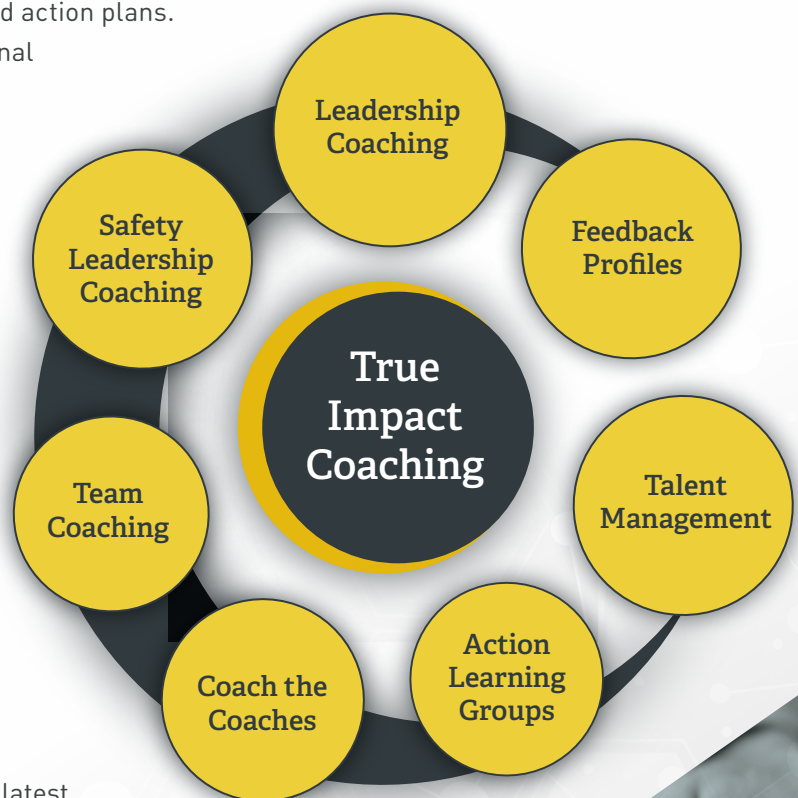 d action plans.
nal
Leadership
Coaching
Feedback
Profiles
Talent
Management
Action
Learning
Groups
Coach the
Coaches
Team
Coaching
Safety
Leadership
Coaching
True
Impact
Coaching
latest